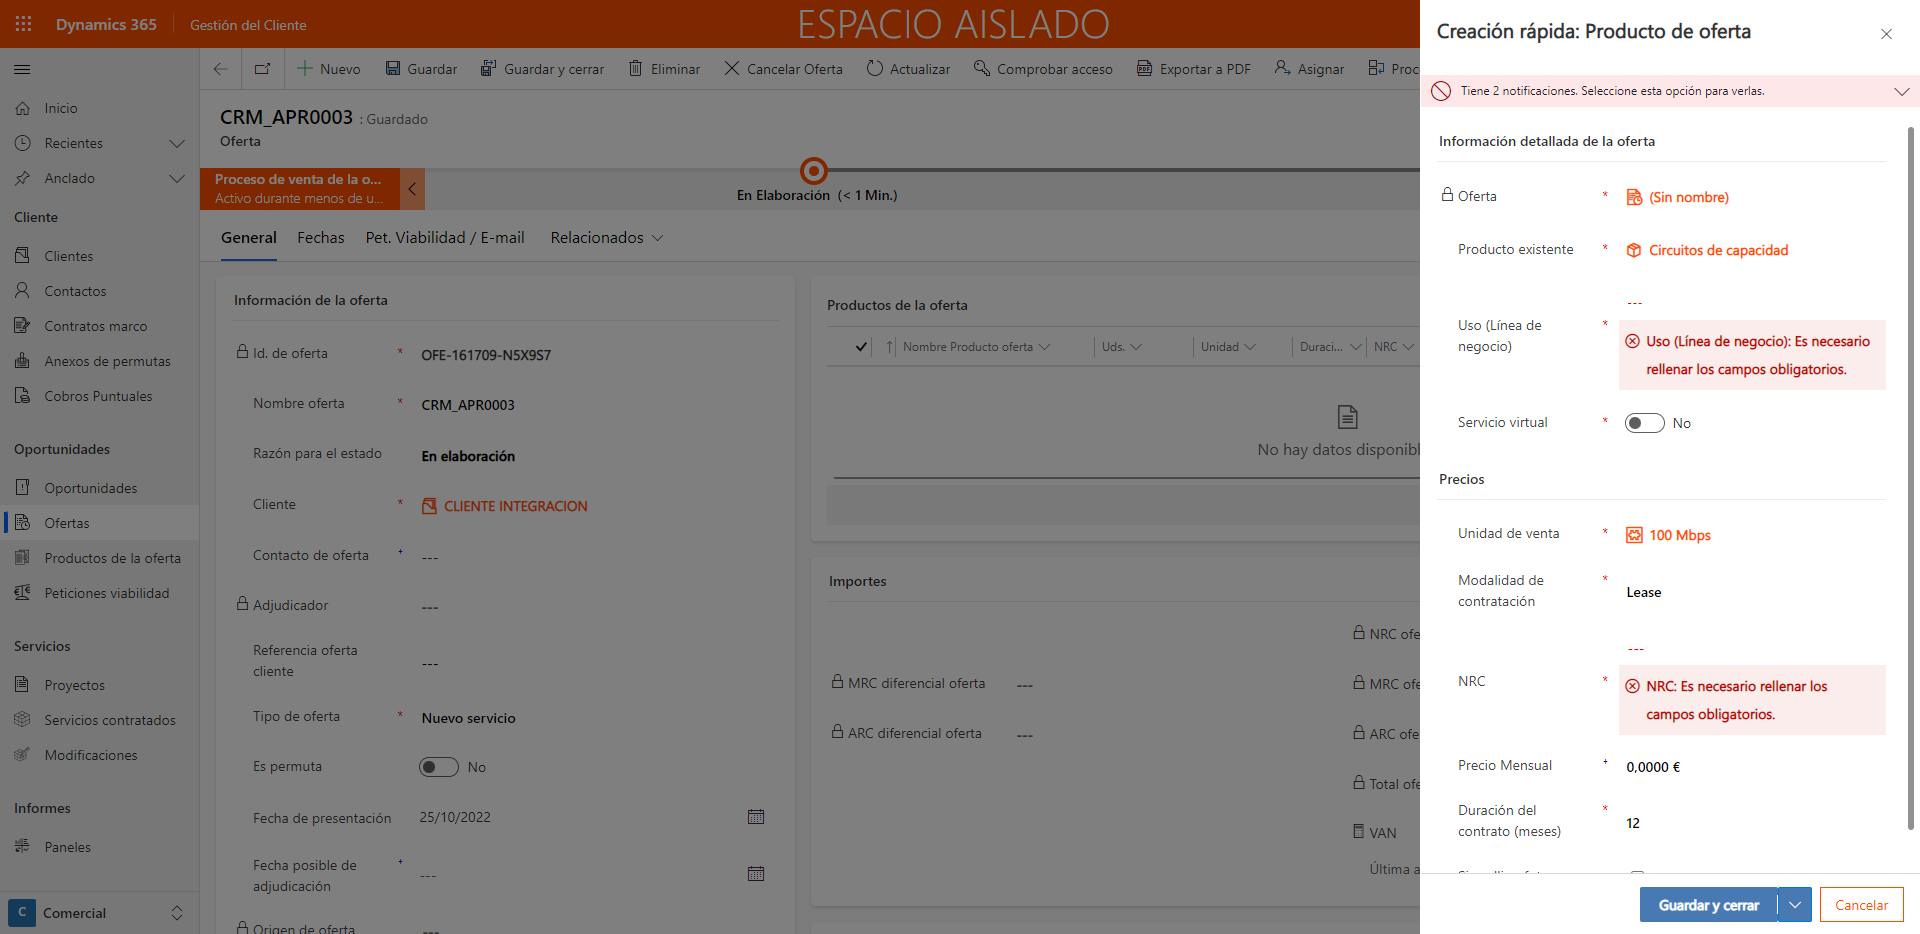 Dynamics 365
Gestión del Cliente
ESPACIO AISLADO
Nuevo
Guardar
Guardar y cerrar
Eliminar
Cancelar Oferta
Actualizar
Comprobar acceso
Exportar a PDF
Asignar
Proc
Inicio
Recientes
Anclado
Cliente
Clientes
Contactos
Contratos marco
Anexos de permutas
Cobros Puntuales
Oportunidades
Oportunidades
Ofertas
Productos de la oferta
Peticiones viabilidad
Servicios
Proyectos
Servicios contratados
Modificaciones
Informes
Paneles
C
Comercial
CRM_APR0003 : Guardado
Oferta
Proceso de venta de la o...
Activo durante menos de u...
En Elaboración (< 1 Min.)
General
Fechas
Pet. Viabilidad / E-mail
Relacionados
Información de la oferta
Id. de oferta * OFE-161709-N5X9S7
Nombre oferta * CRM_APR0003
Razón para el estado En elaboración
Cliente * CLIENTE INTEGRACION
Contacto de oferta + ---
Adjudicador ---
Referencia oferta
cliente
---
Tipo de oferta * Nuevo servicio
Es permuta No
Fecha de presentación 25/10/2022
Fecha posible de
adjudicación
+ ---
Origen de oferta ---
Productos de la oferta
Nombre Producto oferta
Uds.
Unidad
Duraci...
NRC
No hay datos disponibl
Importes
MRC diferencial oferta ---
ARC diferencial oferta ---
NRC ofe
MRC ofe
ARC ofe
Total ofe
VAN
Última a
Creación rápida: Producto de oferta
Tiene 2 notificaciones. Seleccione esta opción para verlas.
Información detallada de la oferta
Oferta * (Sin nombre)
Producto existente * Circuitos de capacidad
---
Uso (Línea de
negocio)
*
Uso (Línea de negocio): Es necesario
rellenar los campos obligatorios.
Servicio virtual * No
Precios
Unidad de venta * 100 Mbps
Modalidad de
contratación
* Lease
---
NRC *
NRC: Es necesario rellenar los
campos obligatorios.
Precio Mensual + 0,0000 €
Duración del
contrato (meses)
* 12
Guardar y cerrar
Cancelar